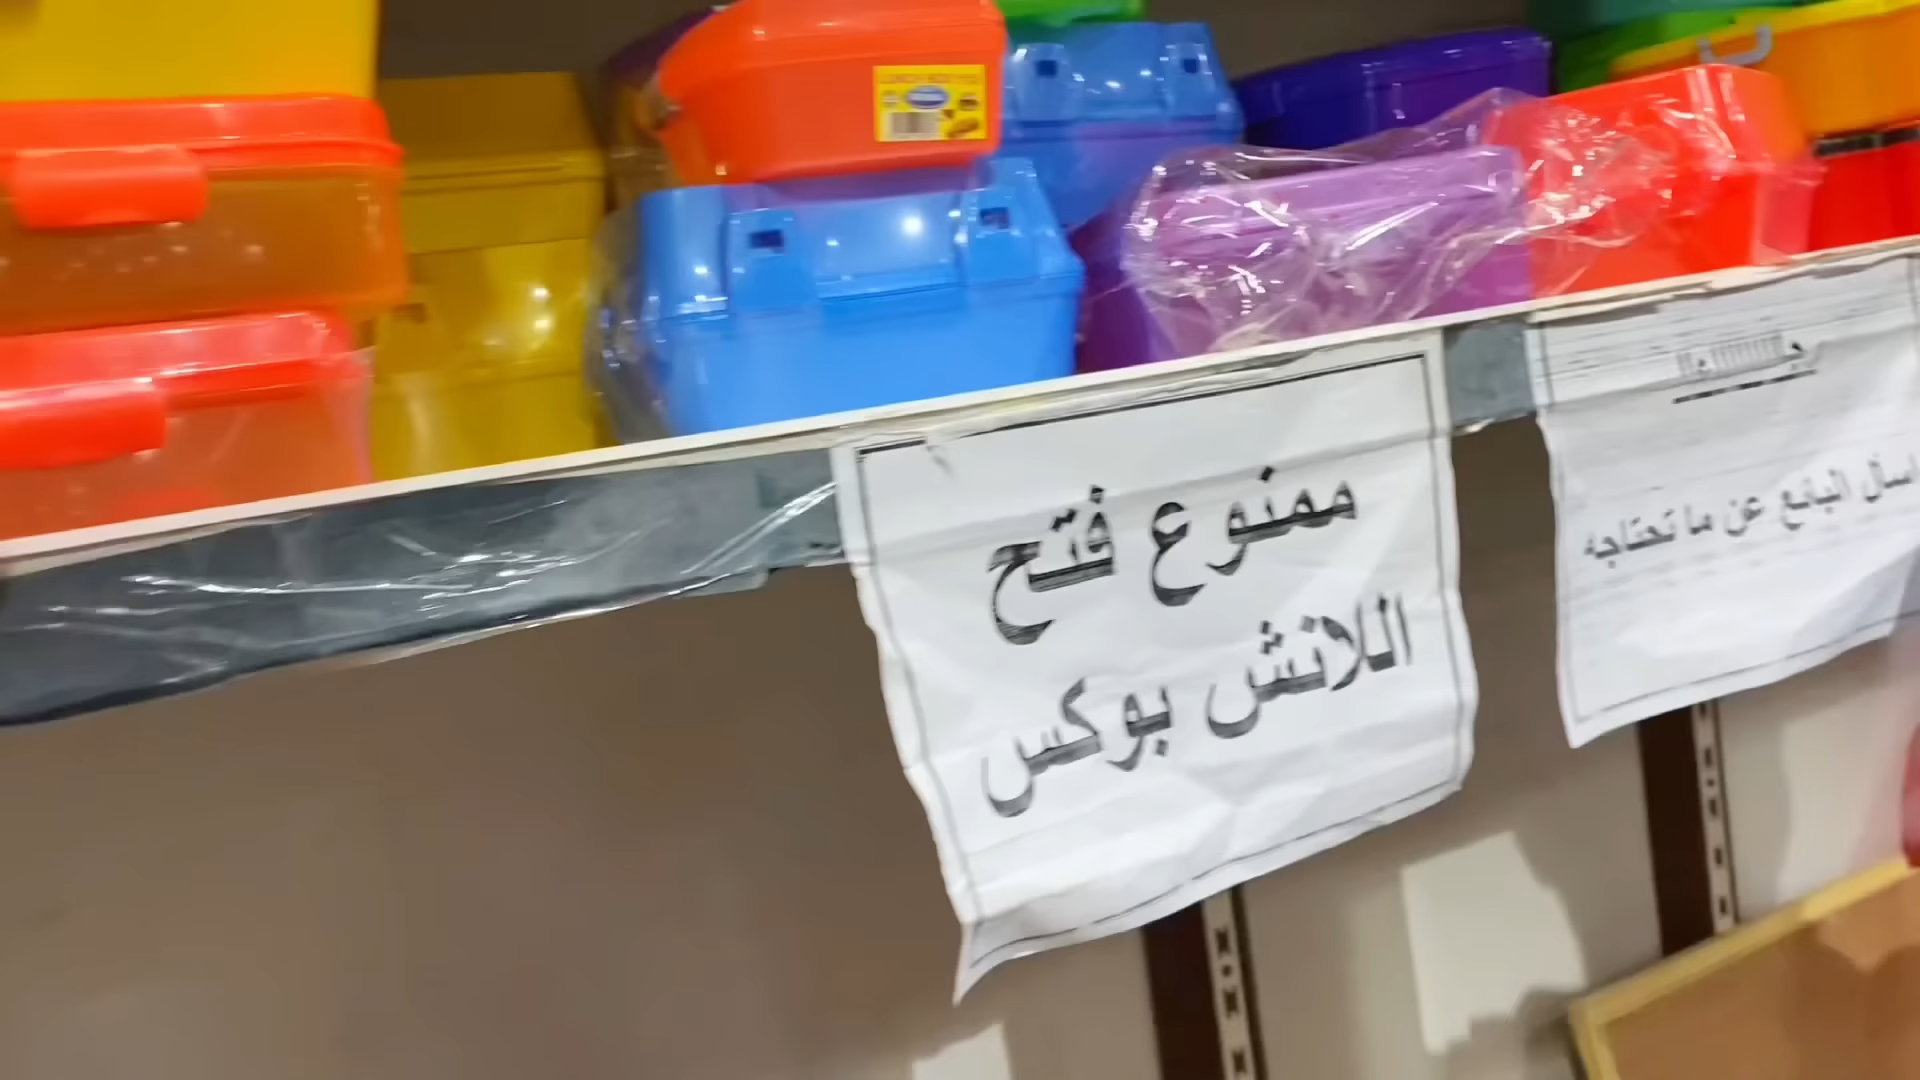 ممنوع فتح
اللانش بوكس
اسأل البائع عن ما تحتاجه